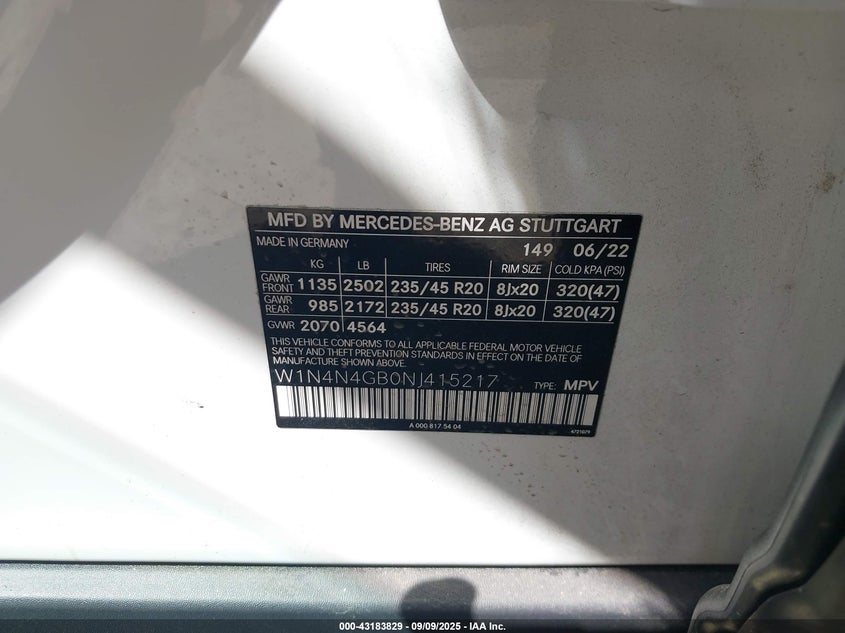 MFD BY MERCEDES-BENZ AG STUTTGART
MADE IN GERMANY 149 06/22
KG LB TIRES RIM SIZE COLD KPA (PSI)
GAWR FRONT 1135 2502 235/45 R20 8Jx20 320(47)
GAWR REAR 985 2172 235/45 R20 8Jx20 320(47)
GVWR 2070 4564
THIS VEHICLE CONFORMS TO ALL APPLICABLE FEDERAL MOTOR VEHICLE
SAFETY AND THEFT PREVENTION STANDARDS IN EFFECT ON THE DATE OF
MANUFACTURE SHOWN ABOVE.
W1N4N4GB0NJ415217 TYPE: MPV
A 000 817 54 04 4721079
000-43183829 - 09/09/2025 - IAA Inc.